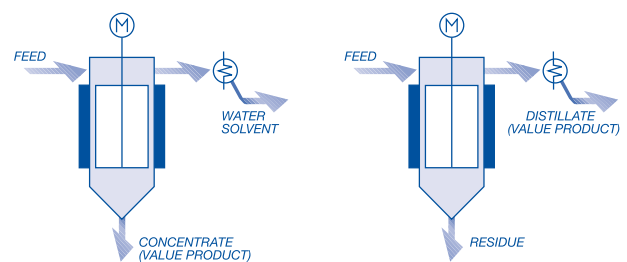 M
FEED
WATER
SOLVENT
CONCENTRATE
(VALUE PRODUCT)
M
FEED
DISTILLATE
(VALUE PRODUCT)
RESIDUE